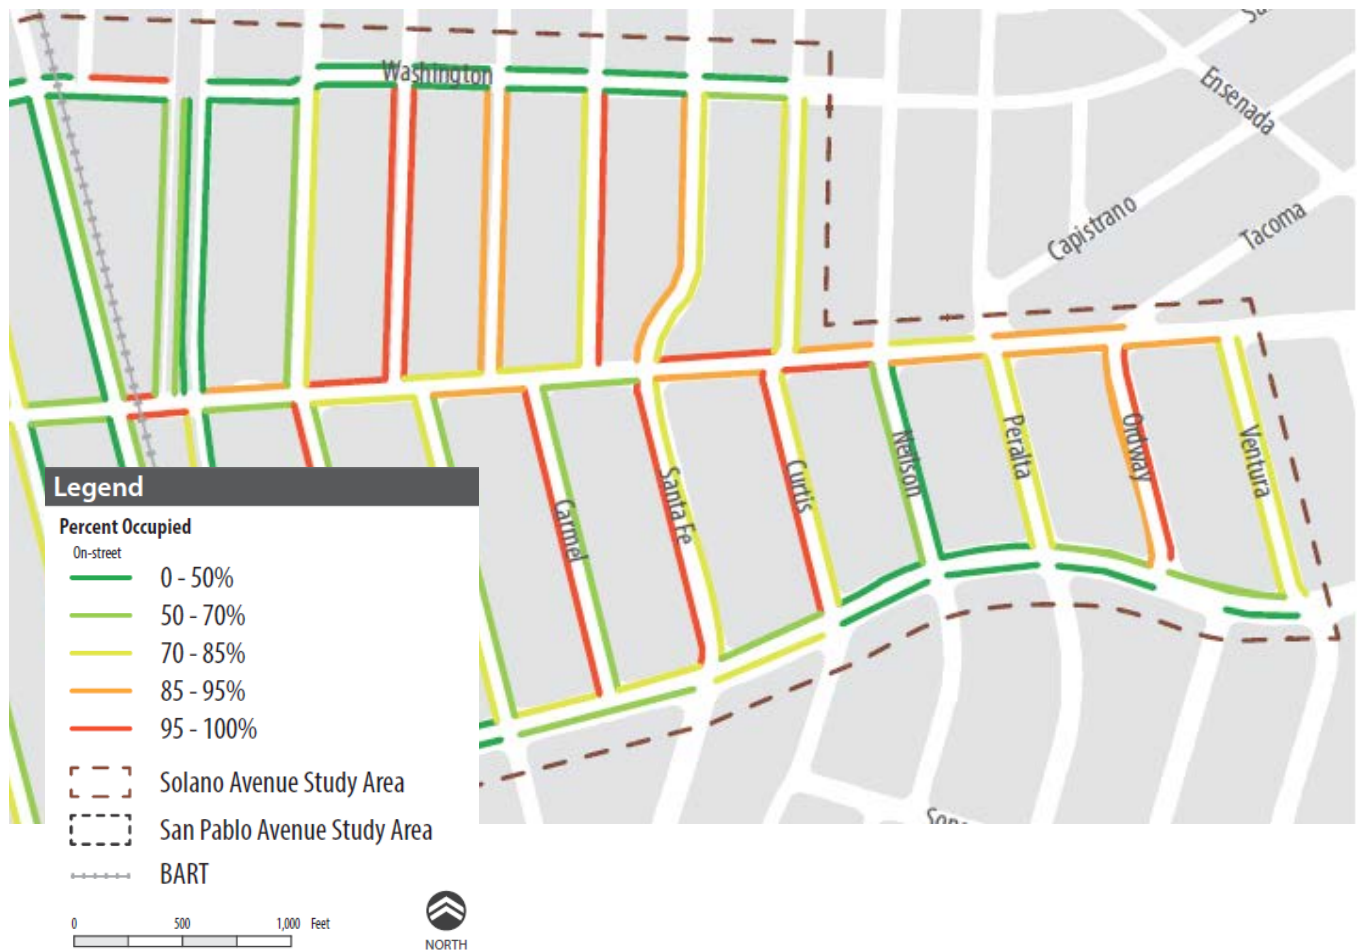 Washington
Ensenada
Capistrano
Tacoma
Neilson
Peralta
Ordway
Ventura
Curtis
Santa Fe
Carmel
Legend
Percent Occupied
On-street
0 - 50%
50 - 70%
70 - 85%
85 - 95%
95 - 100%
Solano Avenue Study Area
San Pablo Avenue Study Area
BART
0 500 1,000 Feet
NORTH